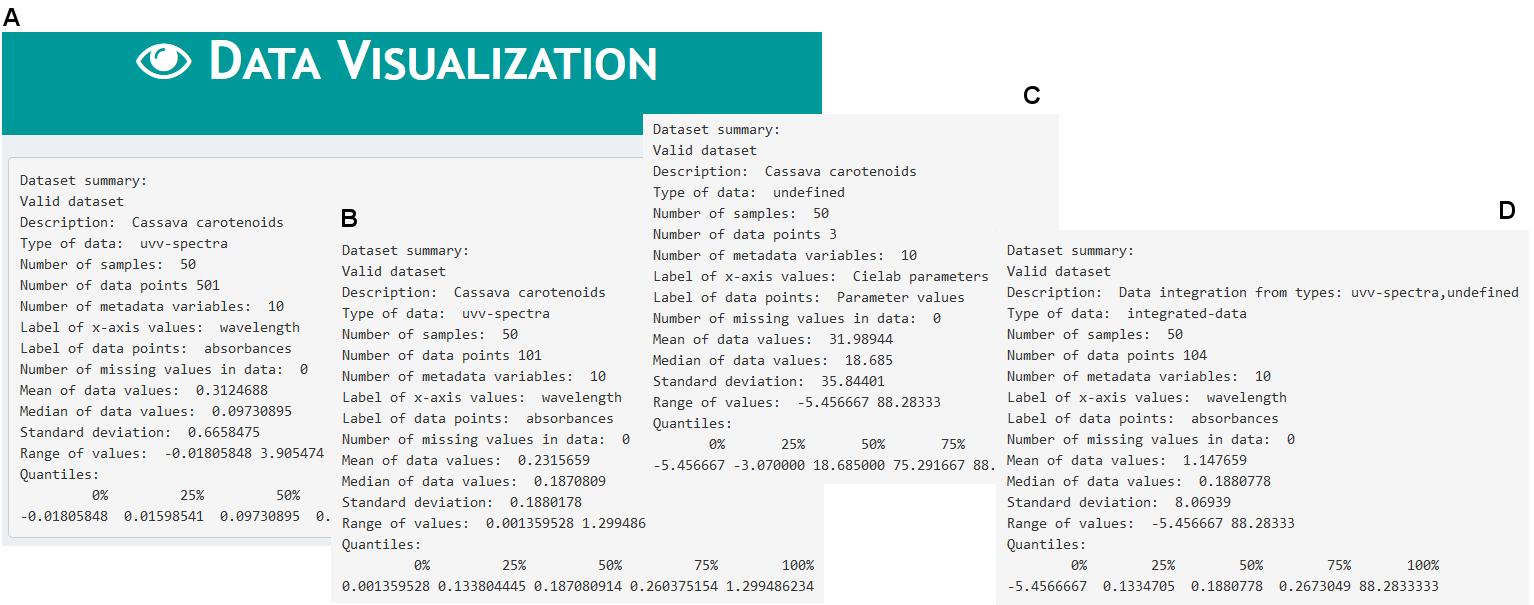 A
DATA VISUALIZATION
Dataset summary:
Valid dataset
Description:  Cassava carotenoids
Type of data:  uvv-spectra
Number of samples:  50
Number of data points 501
Number of metadata variables:  10
Label of x-axis values:  wavelength
Label of data points:  absorbances
Number of missing values in data:  0
Mean of data values:  0.3124688
Median of data values:  0.09730895
Standard deviation:  0.6658475
Range of values:  -0.01805848 3.905474
Quantiles:
0% 25% 50%
-0.01805848  0.01598541  0.09730895  0.
B
Dataset summary:
Valid dataset
Description:  Cassava carotenoids
Type of data:  uvv-spectra
Number of samples:  50
Number of data points 101
Number of metadata variables:  10
Label of x-axis values:  wavelength
Label of data points:  absorbances
Number of missing values in data:  0
Mean of data values:  0.2315659
Median of data values:  0.1870809
Standard deviation:  0.1880178
Range of values:  0.001359528 1.299486
Quantiles:
0% 25% 50% 75% 100%
0.001359528 0.133804445 0.187080914 0.260375154 1.299486234
C
Dataset summary:
Valid dataset
Description:  Cassava carotenoids
Type of data:  undefined
Number of samples:  50
Number of data points 3
Number of metadata variables:  10
Label of x-axis values:  Cielab parameters
Label of data points:  Parameter values
Number of missing values in data:  0
Mean of data values:  31.98944
Median of data values:  18.685
Standard deviation:  35.84401
Range of values:  -5.456667 88.28333
Quantiles:
0% 25% 50% 75%
-5.456667 -3.070000 18.685000 75.291667 88.
D
Dataset summary:
Valid dataset
Description:  Data integration from types: uvv-spectra,undefined
Type of data:  integrated-data
Number of samples:  50
Number of data points 104
Number of metadata variables:  10
Label of x-axis values:  wavelength
Label of data points:  absorbances
Number of missing values in data:  0
Mean of data values:  1.147659
Median of data values:  0.1880778
Standard deviation:  8.06939
Range of values:  -5.456667 88.28333
Quantiles:
0% 25% 50% 75% 100%
-5.4566667  0.1334705  0.1880778  0.2673049 88.2833333